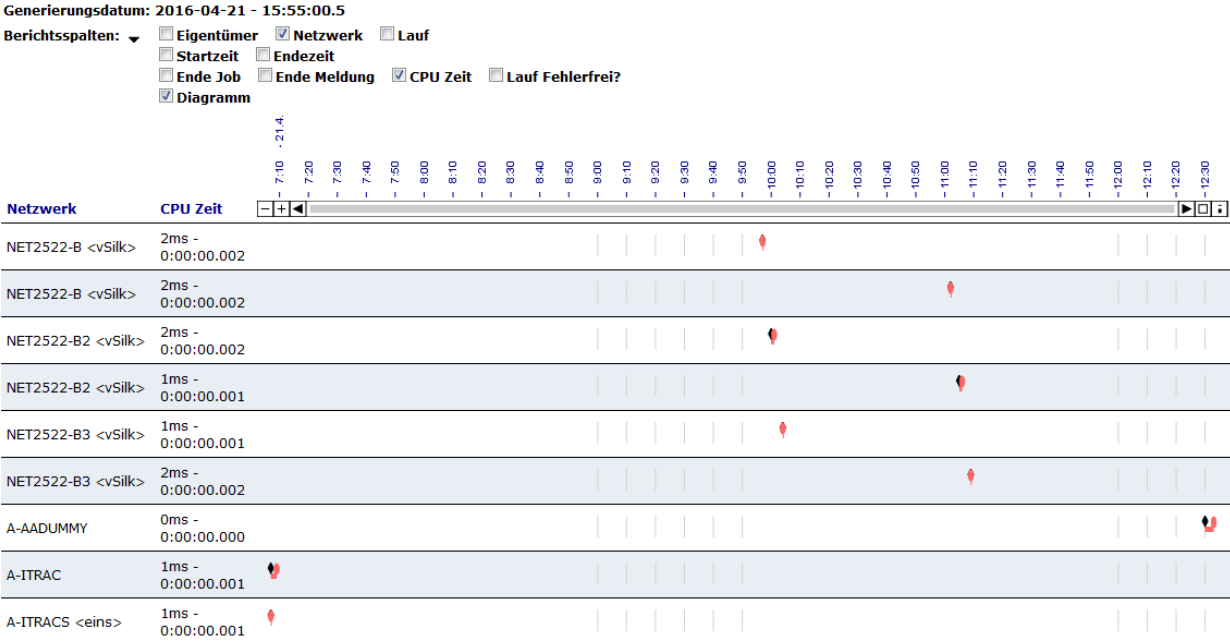 Generierungsdatum: 2016-04-21 - 15:55:00.5
Berichtsspalten: Eigentümer Netzwerk Lauf
Startzeit Endezeit
Ende Job Ende Meldung CPU Zeit Lauf Fehlerfrei?
Diagramm
- 21.4.
- 7:10 - 7:20 - 7:30 - 7:40 - 7:50 - 8:00 - 8:10 - 8:20 - 8:30 - 8:40 - 8:50 - 9:00 - 9:10 - 9:20 - 9:30 - 9:40 - 9:50 - 10:00 - 10:10 - 10:20 - 10:30 - 10:40 - 10:50 - 11:00 - 11:10 - 11:20 - 11:30 - 11:40 - 11:50 - 12:00 - 12:10 - 12:20 - 12:30
Netzwerk CPU Zeit
NET2522-B <vSilk> 2ms -
0:00:00.002
NET2522-B <vSilk> 2ms -
0:00:00.002
NET2522-B2 <vSilk> 2ms -
0:00:00.002
NET2522-B2 <vSilk> 1ms -
0:00:00.001
NET2522-B3 <vSilk> 1ms -
0:00:00.001
NET2522-B3 <vSilk> 2ms -
0:00:00.002
A-AADUMMY 0ms -
0:00:00.000
A-ITRAC 1ms -
0:00:00.001
A-ITRACS <eins> 1ms -
0:00:00.001